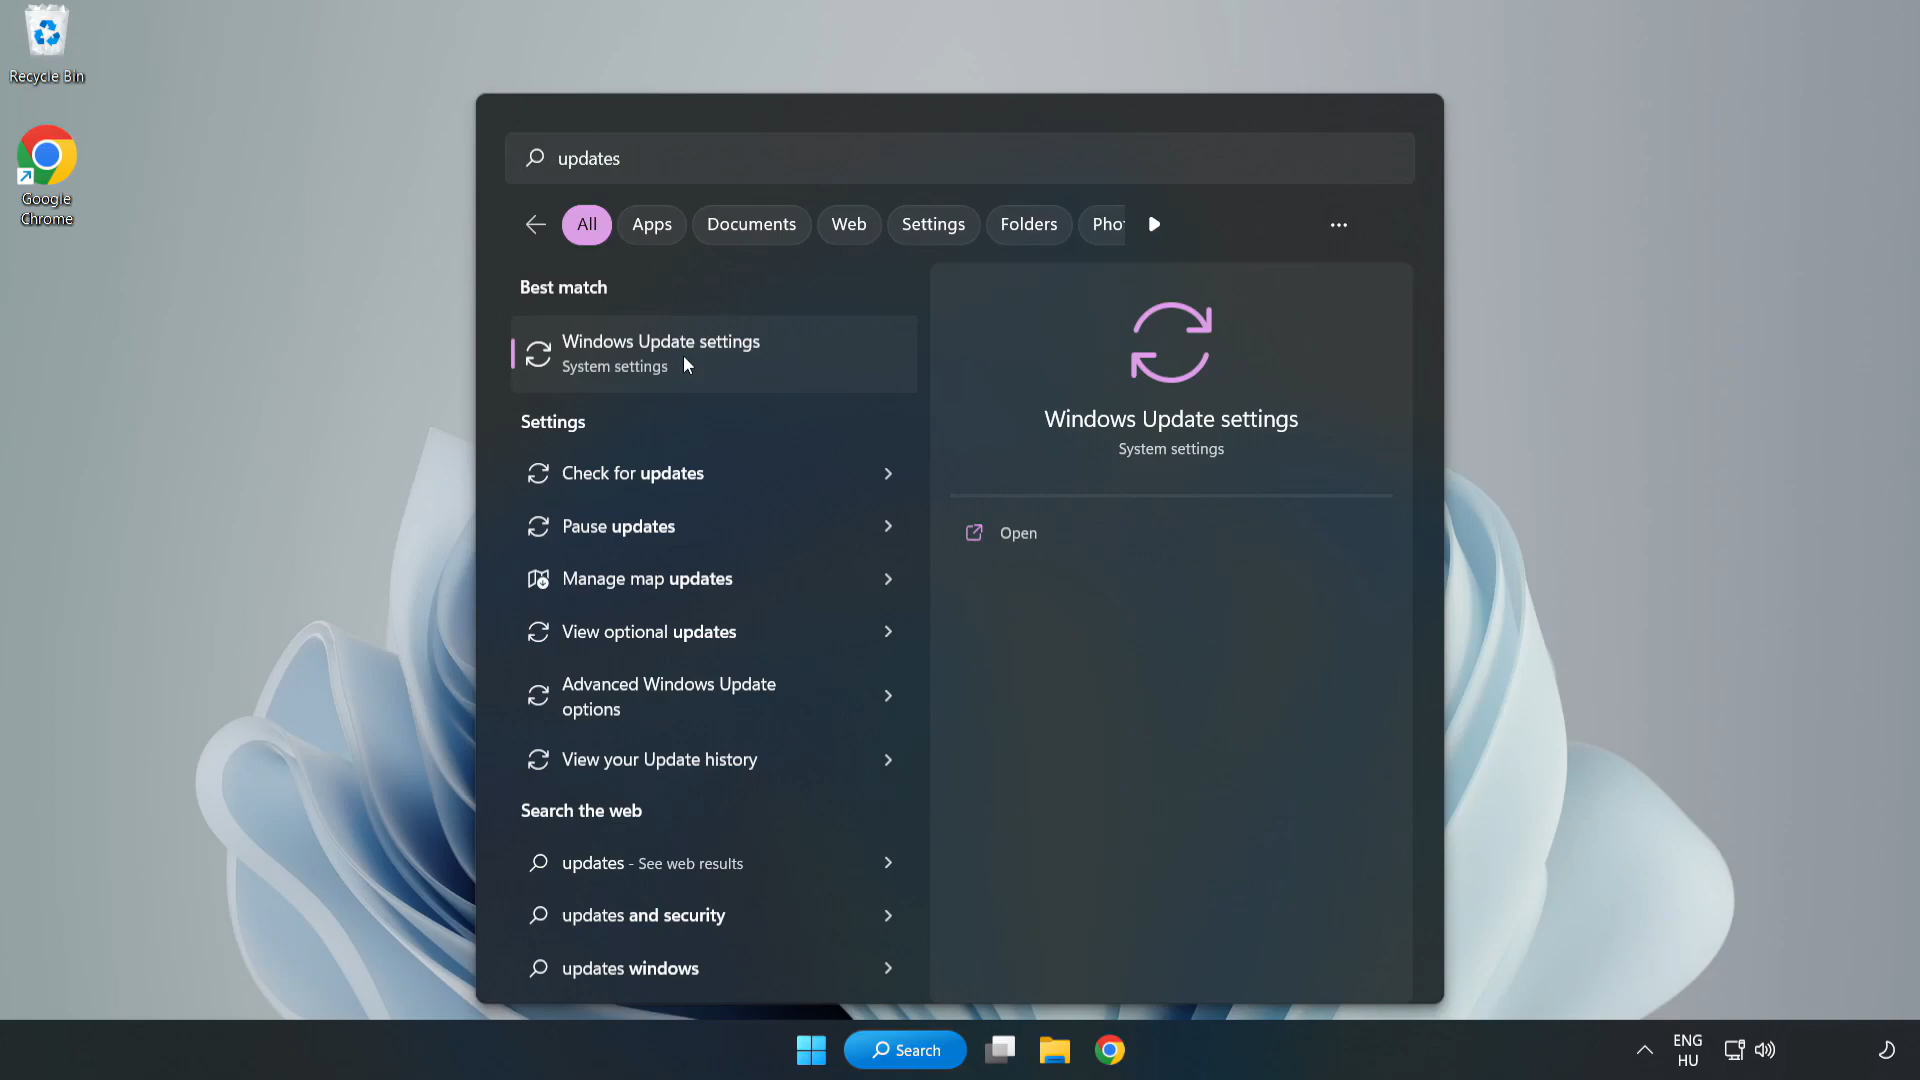 Recycle Bin
Google
Chrome
updates
All
Apps
Documents
Web
Settings
Folders
Best match
Windows Update settings
System settings
Settings
Check for updates
Pause updates
Manage map updates
View optional updates
Advanced Windows Update
options
View your Update history
Search the web
updates - See web results
updates and security
updates windows
Windows Update settings
System settings
Open
Search
ENG
HU